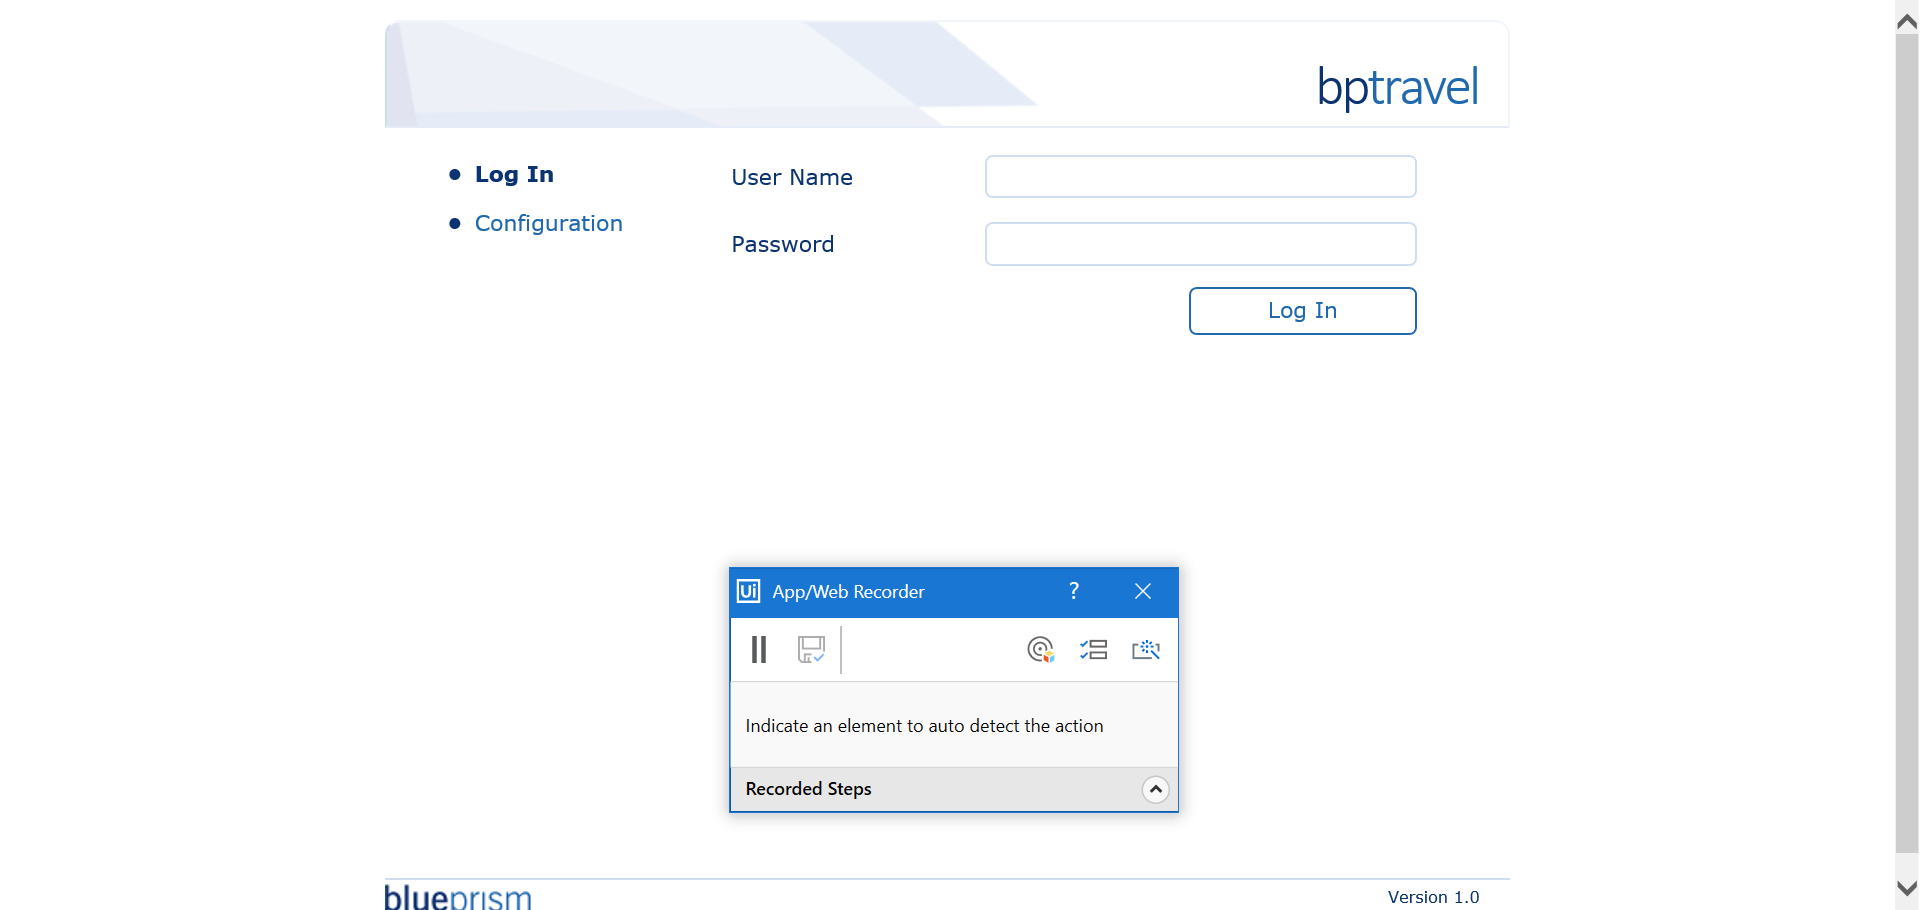 bptravel
Log In
Configuration
User Name
Password
Log In
Ui App/Web Recorder ?
Indicate an element to auto detect the action
Recorded Steps
blueprism
Version 1.0